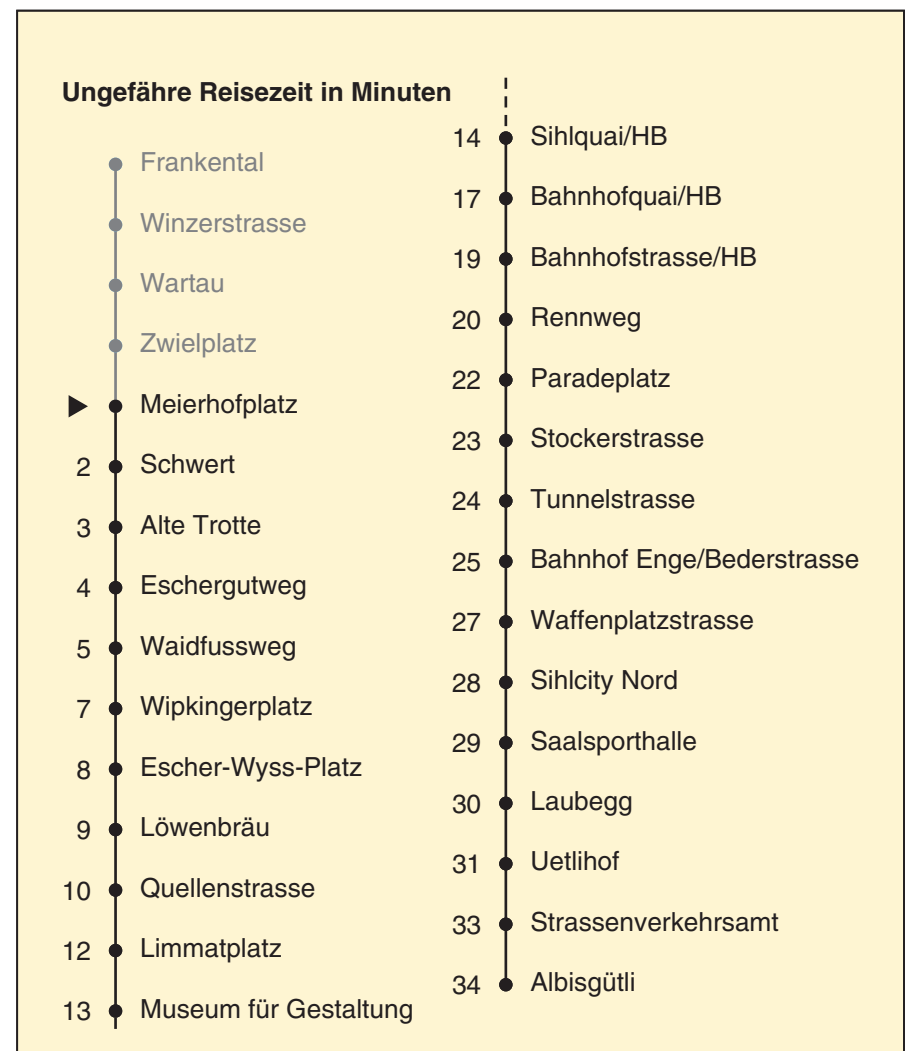 Ungefähre Reisezeit in Minuten
Frankental
Winzerstrasse
Wartau
Zwielplatz
Meierhofplatz
2 Schwert
3 Alte Trotte
4 Eschergutweg
5 Waidfussweg
7 Wipkingerplatz
8 Escher-Wyss-Platz
9 Löwenbräu
10 Quellenstrasse
12 Limmatplatz
13 Museum für Gestaltung
14 Sihlquai/HB
17 Bahnhofquai/HB
19 Bahnhofstrasse/HB
20 Rennweg
22 Paradeplatz
23 Stockerstrasse
24 Tunnelstrasse
25 Bahnhof Enge/Bederstrasse
27 Waffenplatzstrasse
28 Sihlcity Nord
29 Saalsporthalle
30 Laubegg
31 Uetlihof
33 Strassenverkehrsamt
34 Albisgütli